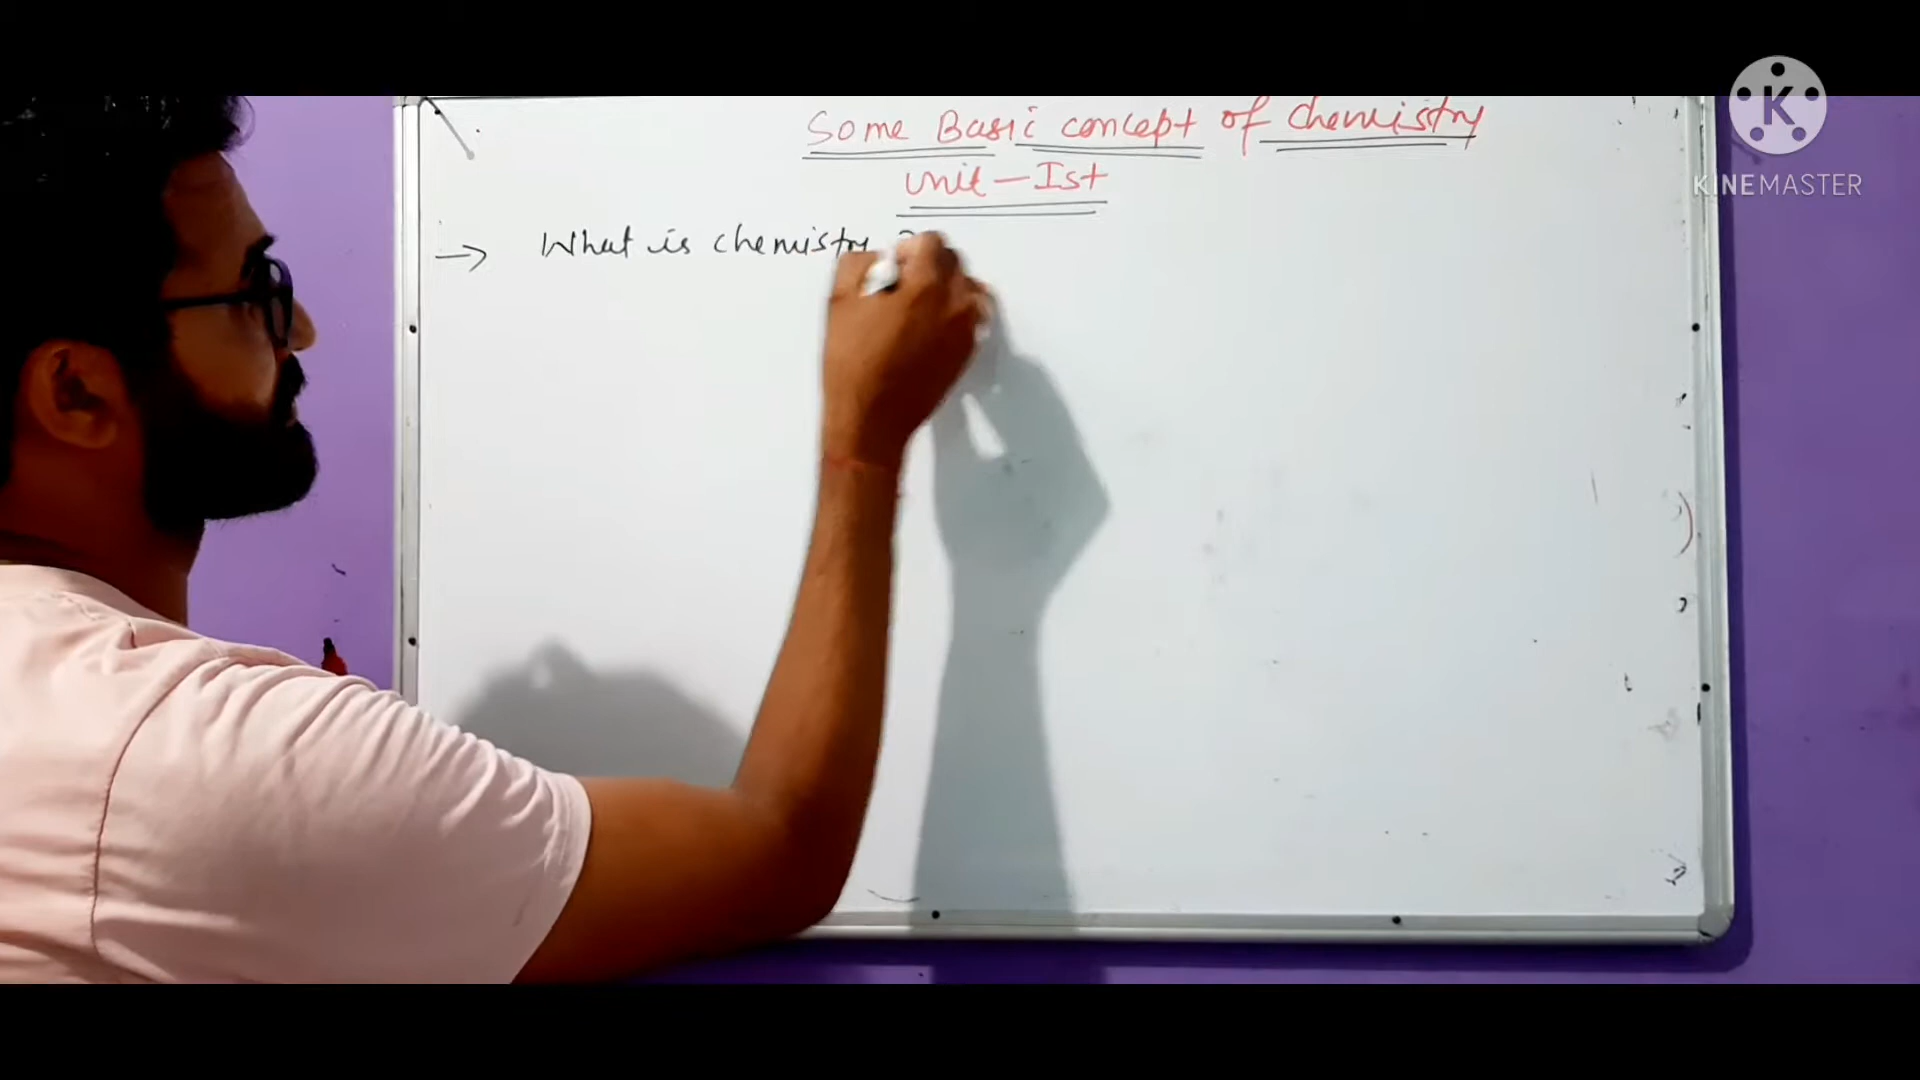 Some Basic concept of Chemistry
Unit - Ist
→ What is chemistry ?
K
KINEMASTER